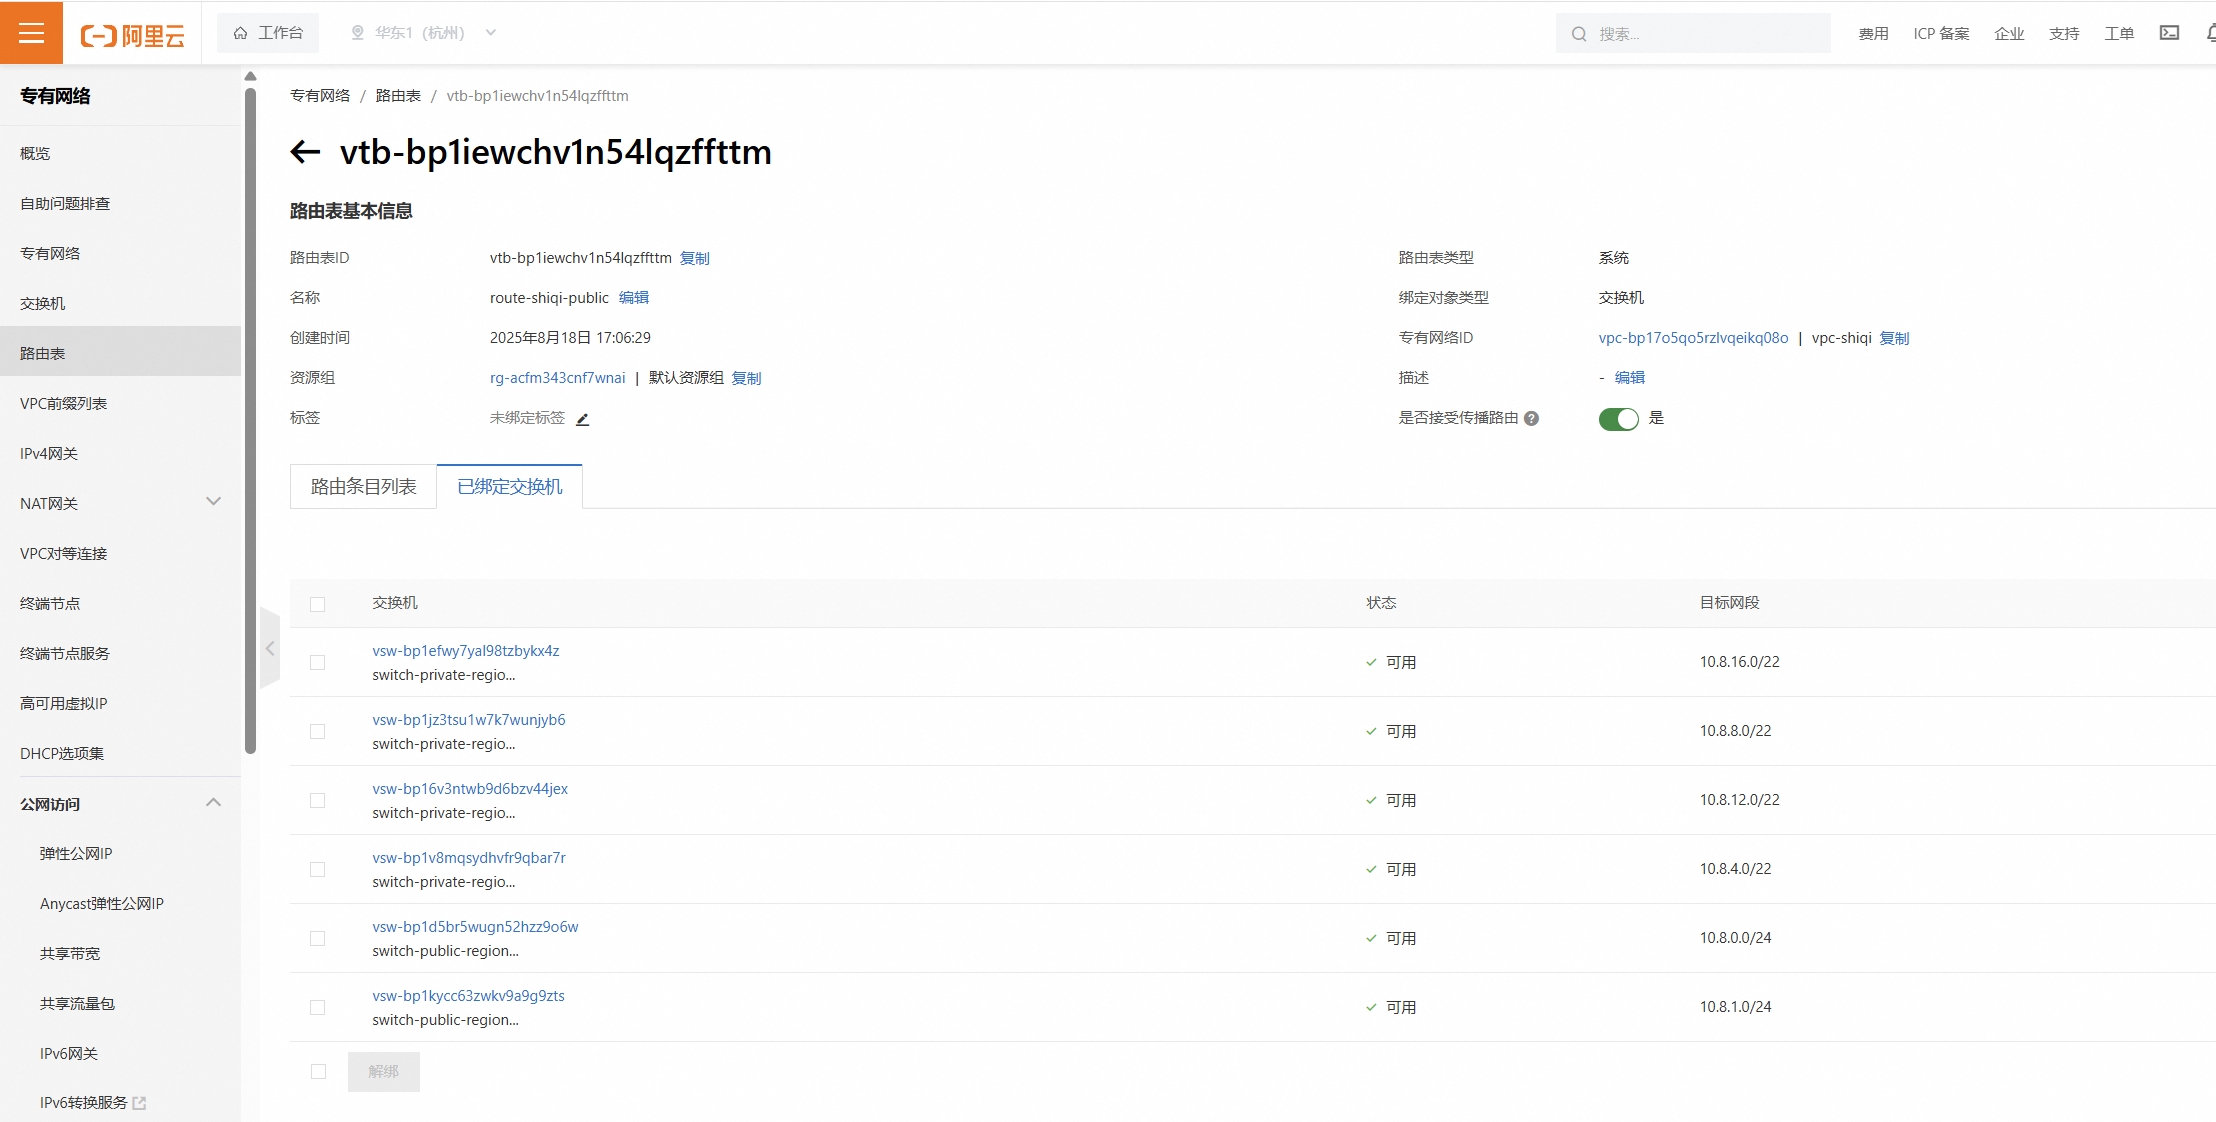 阿里云
工作台
华东1（杭州）
搜索...
费用
ICP 备案
企业
支持
工单
专有网络
概览
自助问题排查
专有网络
交换机
路由表
VPC前缀列表
IPv4网关
NAT网关
VPC对等连接
终端节点
终端节点服务
高可用虚拟IP
DHCP选项集
公网访问
弹性公网IP
Anycast弹性公网IP
共享带宽
共享流量包
IPv6网关
IPv6转换服务
专有网络 / 路由表 / vtb-bp1iewchv1n54lqzffttm
vtb-bp1iewchv1n54lqzffttm
路由表基本信息
路由表ID vtb-bp1iewchv1n54lqzffttm 复制
路由表类型 系统
名称 route-shiqi-public 编辑
绑定对象类型 交换机
创建时间 2025年8月18日 17:06:29
专有网络ID vpc-bp17o5qo5rzlvqeikq08o | vpc-shiqi 复制
资源组 rg-acfm343cnf7wnai | 默认资源组 复制
描述 - 编辑
标签 未绑定标签
是否接受传播路由 是
路由条目列表
已绑定交换机
交换机 状态 目标网段
vsw-bp1efwy7yal98tzbykx4z
switch-private-regio...
可用 10.8.16.0/22
vsw-bp1jz3tsu1w7k7wunjyb6
switch-private-regio...
可用 10.8.8.0/22
vsw-bp16v3ntwb9d6bzv44jex
switch-private-regio...
可用 10.8.12.0/22
vsw-bp1v8mqsydhvfr9qbar7r
switch-private-regio...
可用 10.8.4.0/22
vsw-bp1d5br5wugn52hzz9o6w
switch-public-region...
可用 10.8.0.0/24
vsw-bp1kycc63zwkv9a9g9zts
switch-public-region...
可用 10.8.1.0/24
解绑